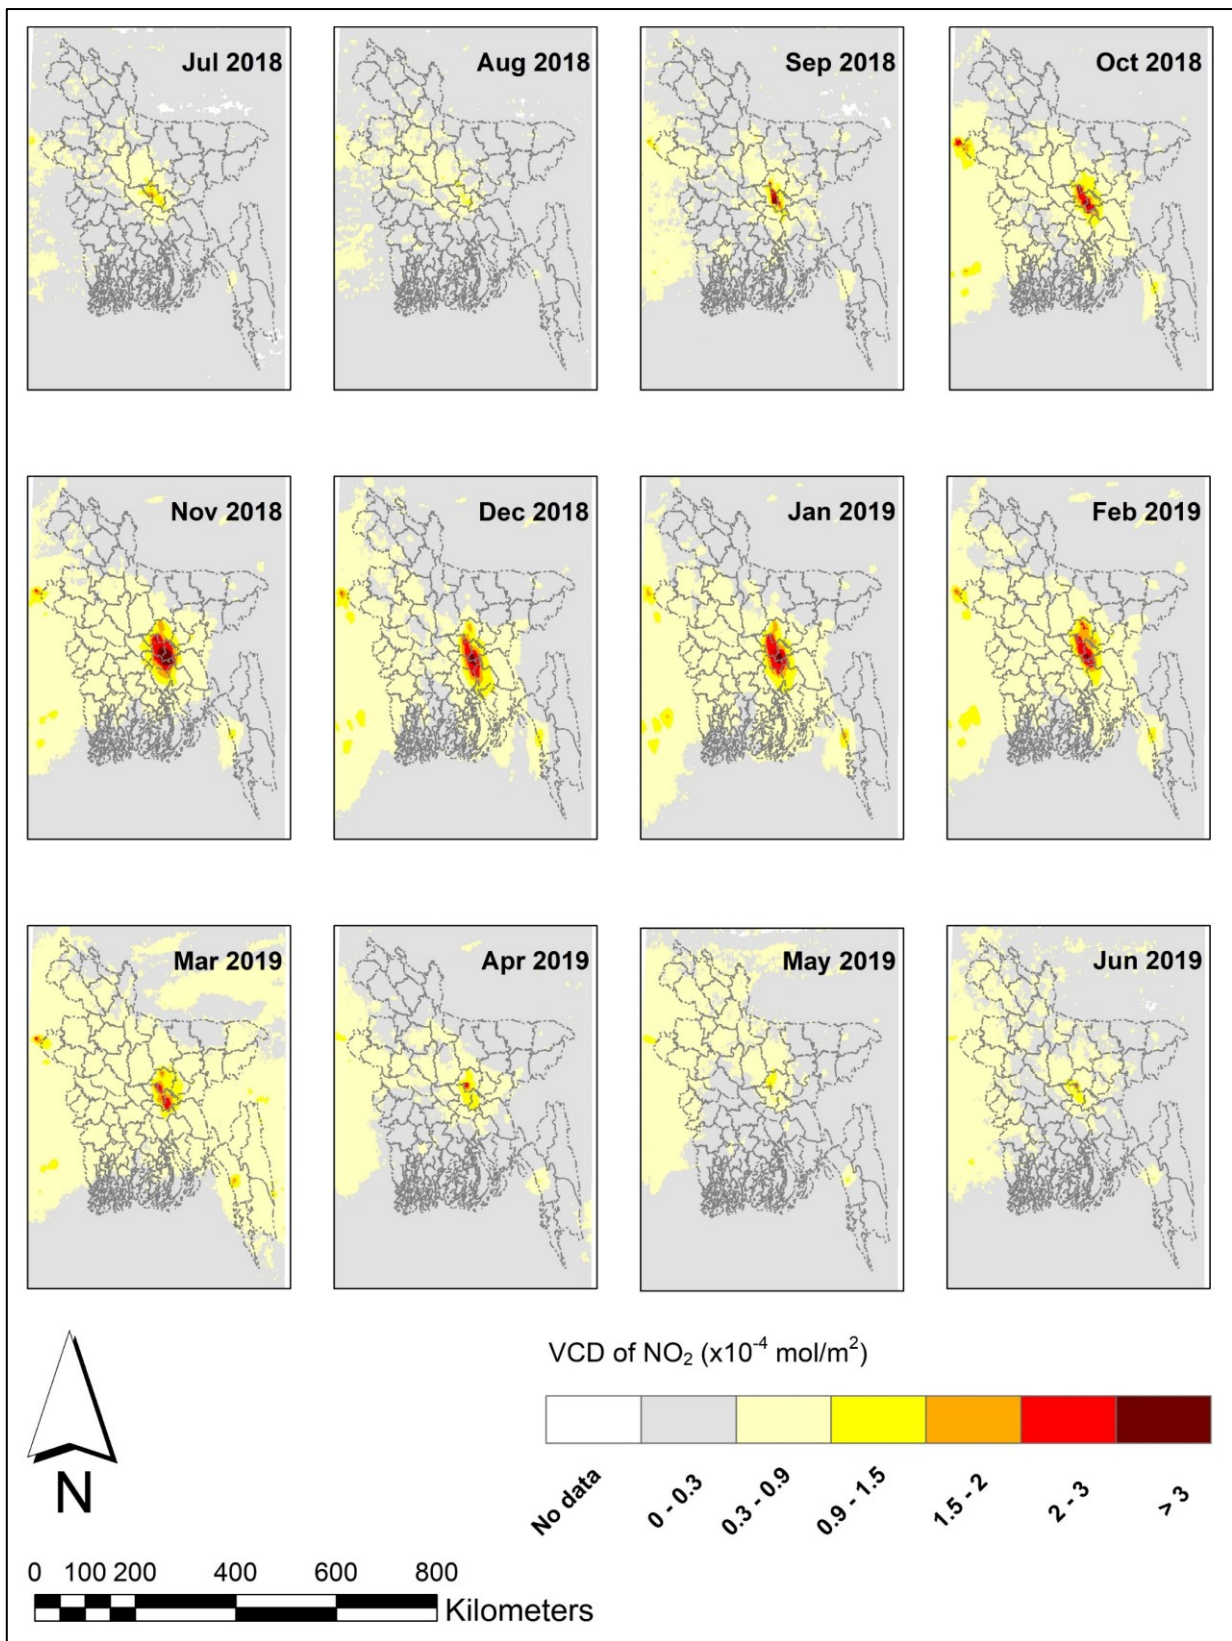 Jul 2018
Aug 2018
Sep 2018
Oct 2018
Nov 2018
Dec 2018
Jan 2019
Feb 2019
Mar 2019
Apr 2019
May 2019
Jun 2019
VCD of NO₂ (x10⁻⁴ mol/m²)
No data
0 - 0.3
0.3 - 0.9
0.9 - 1.5
1.5 - 2
2 - 3
> 3
N
0 100 200 400 600 800
Kilometers